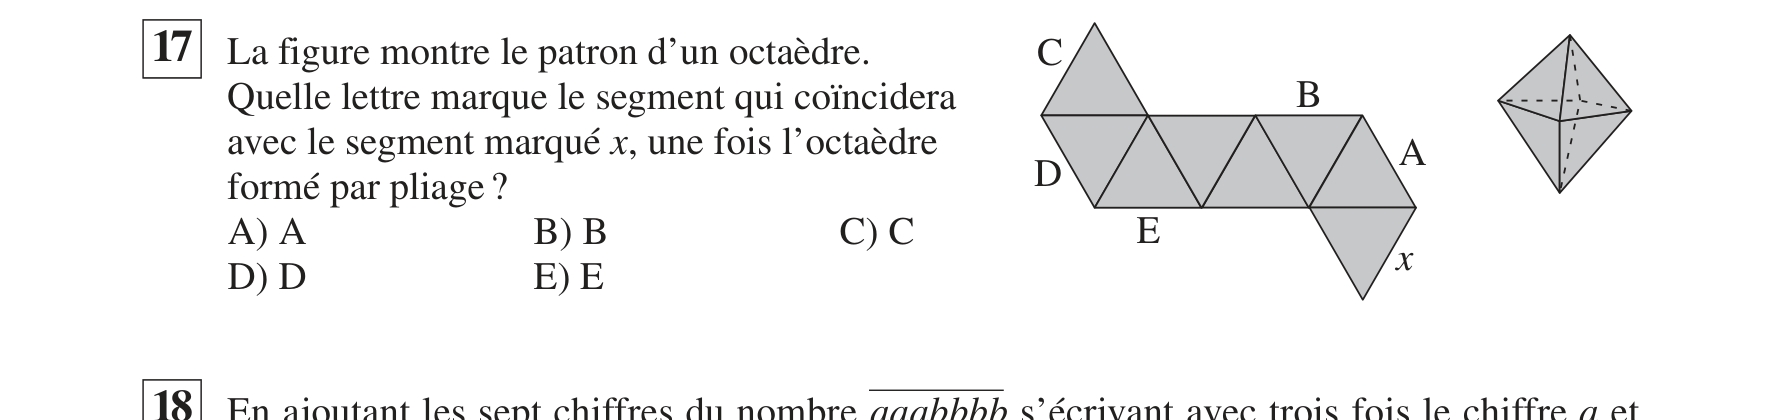 17 La figure montre le patron d’un octaèdre.
Quelle lettre marque le segment qui coïncidera
avec le segment marqué x, une fois l’octaèdre
formé par pliage ?
A) A B) B C) C
D) D E) E
C
B
A
D
E
x
18 En ajoutant les sept chiffres du nombre aaabbbb s’écrivant avec trois fois le chiffre a et